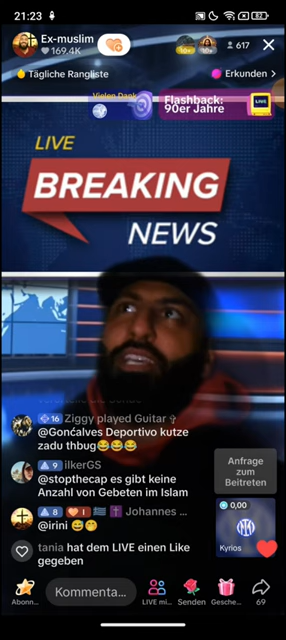 21:23
82
Ex-muslim
169.4K
10+
617
Tägliche Rangliste
Erkunden >
Vielen Dank
Flashback:
90er Jahre
LIVE
LIVE
BREAKING
NEWS
16 Ziggy played Guitar
@Gonćalves Deportivo kutze
zadu thbug😂😂😂
9 ilkerGS
@stopthecap es gibt keine
Anzahl von Gebeten im Islam
8 1 Johannes ...
@irini
tania hat dem LIVE einen Like
gegeben
Anfrage
zum
Beitreten
0,00
Kyrios
Kommenta...
Abonn...
LIVE mi...
Senden
Gesche...
69